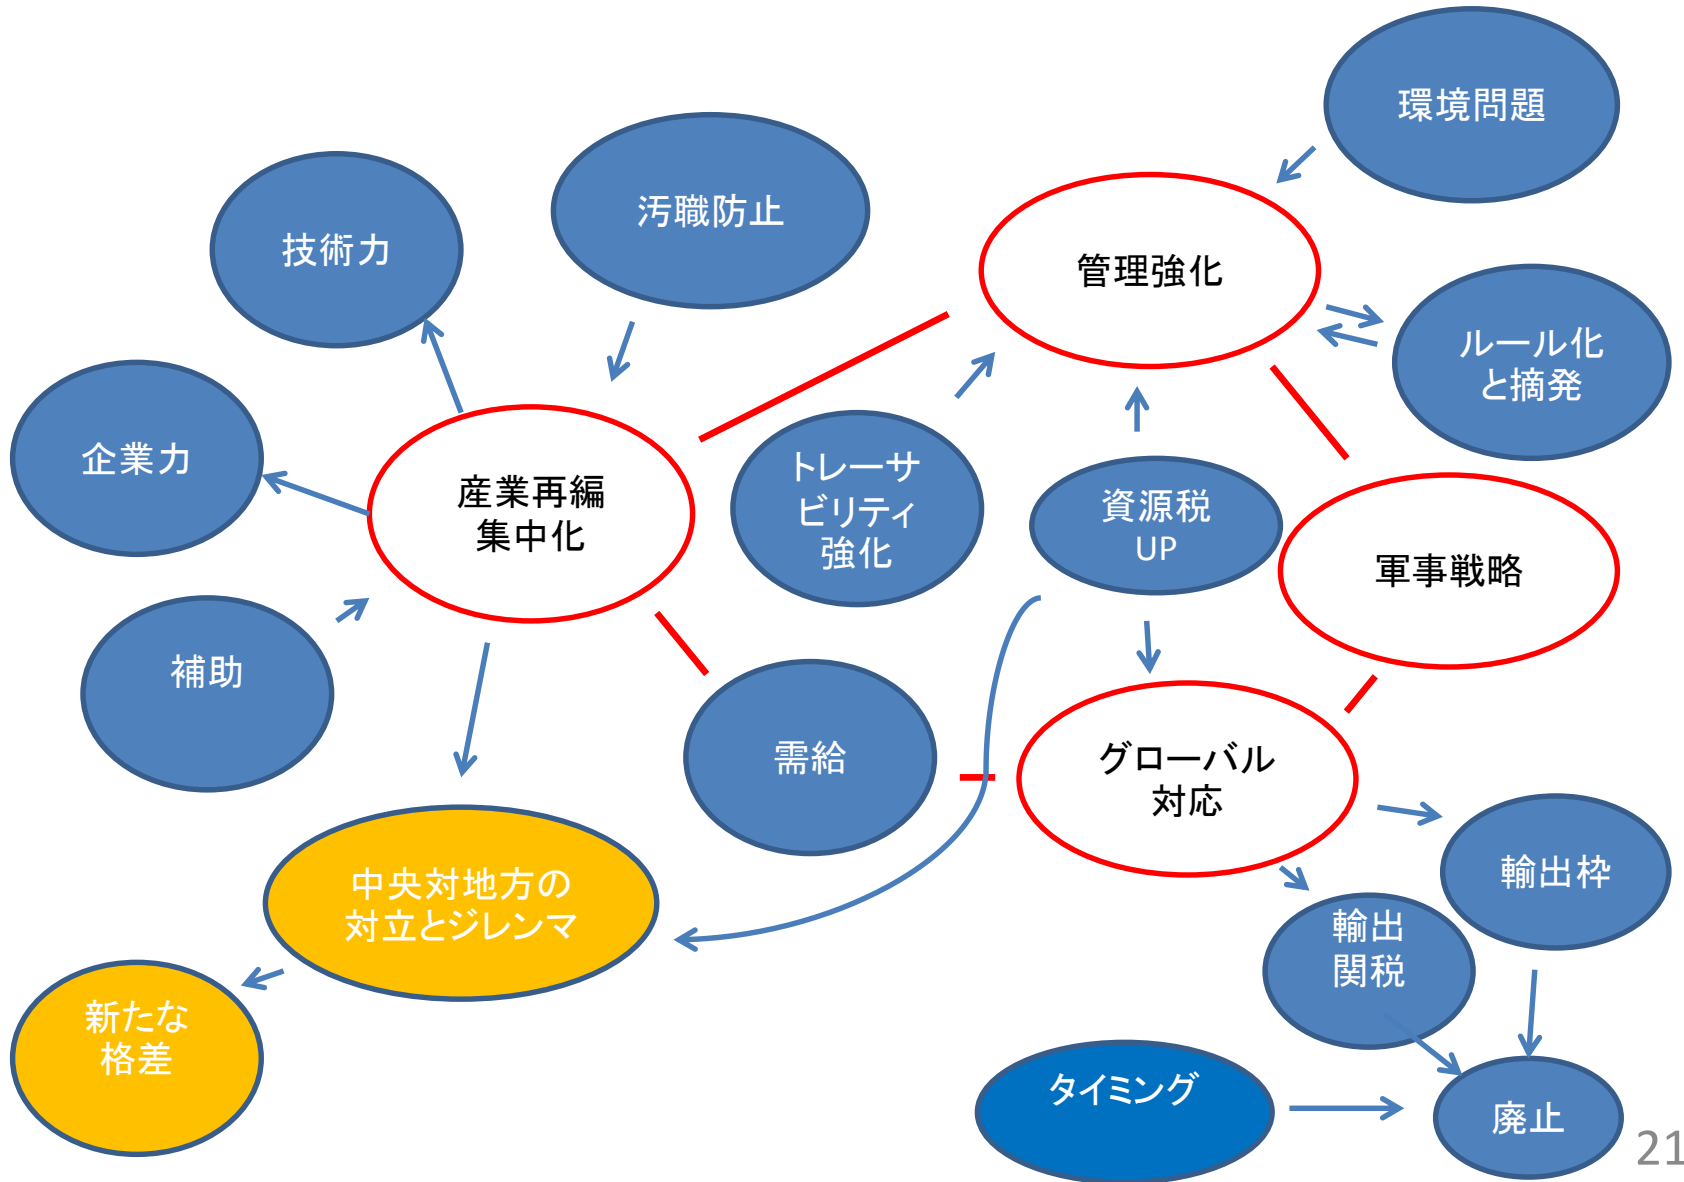 環境問題
汚職防止
技術力
管理強化
ルール化
と摘発
企業力
産業再編
集中化
トレーサ
ビリティ
強化
資源税
UP
軍事戦略
補助
需給
グローバル
対応
中央対地方の
対立とジレンマ
輸出枠
輸出
関税
新たな
格差
タイミング
廃止
21